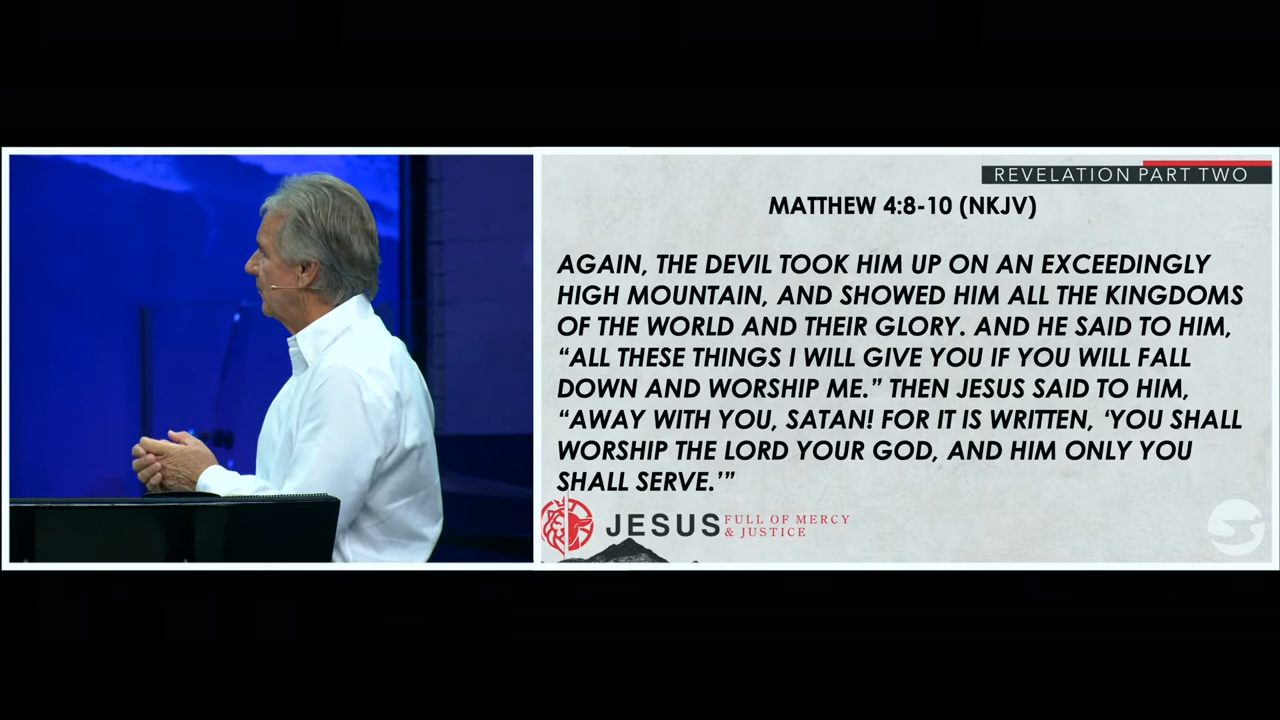 REVELATION PART TWO
MATTHEW 4:8-10 (NKJV)
AGAIN, THE DEVIL TOOK HIM UP ON AN EXCEEDINGLY
HIGH MOUNTAIN, AND SHOWED HIM ALL THE KINGDOMS
OF THE WORLD AND THEIR GLORY. AND HE SAID TO HIM,
“ALL THESE THINGS I WILL GIVE YOU IF YOU WILL FALL
DOWN AND WORSHIP ME.” THEN JESUS SAID TO HIM,
“AWAY WITH YOU, SATAN! FOR IT IS WRITTEN, ‘YOU SHALL
WORSHIP THE LORD YOUR GOD, AND HIM ONLY YOU
SHALL SERVE.’”
JESUS FULL OF MERCY
& JUSTICE